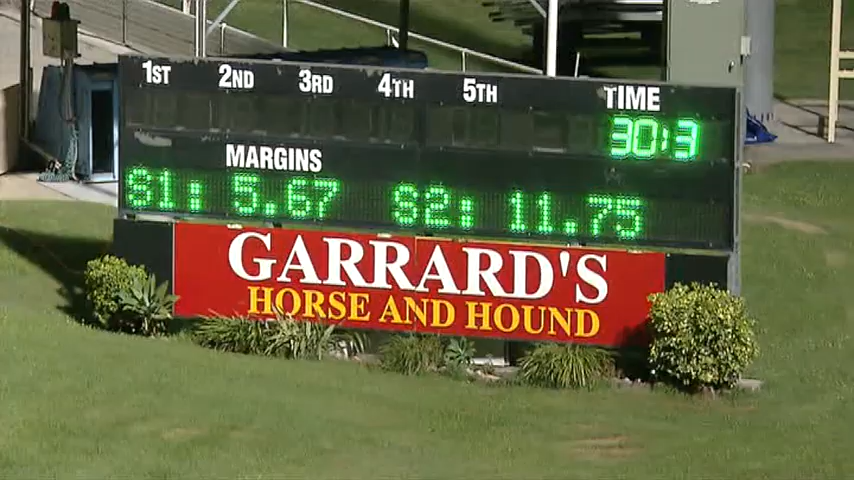 1ST 2ND 3RD 4TH 5TH TIME
30:3
MARGINS
S1: 5.67 S2: 11.75
GARRARD'S
HORSE AND HOUND